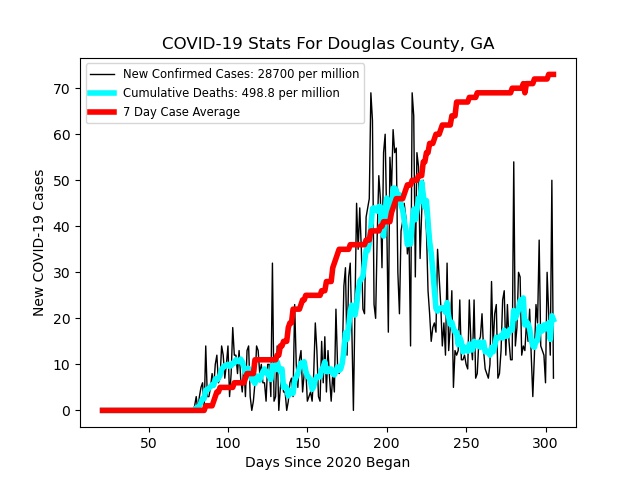 COVID-19 Stats For Douglas County, GA
New Confirmed Cases: 28700 per million
Cumulative Deaths: 498.8 per million
7 Day Case Average
New COVID-19 Cases
70
60
50
40
30
20
10
0
50 100 150 200 250 300
Days Since 2020 Began